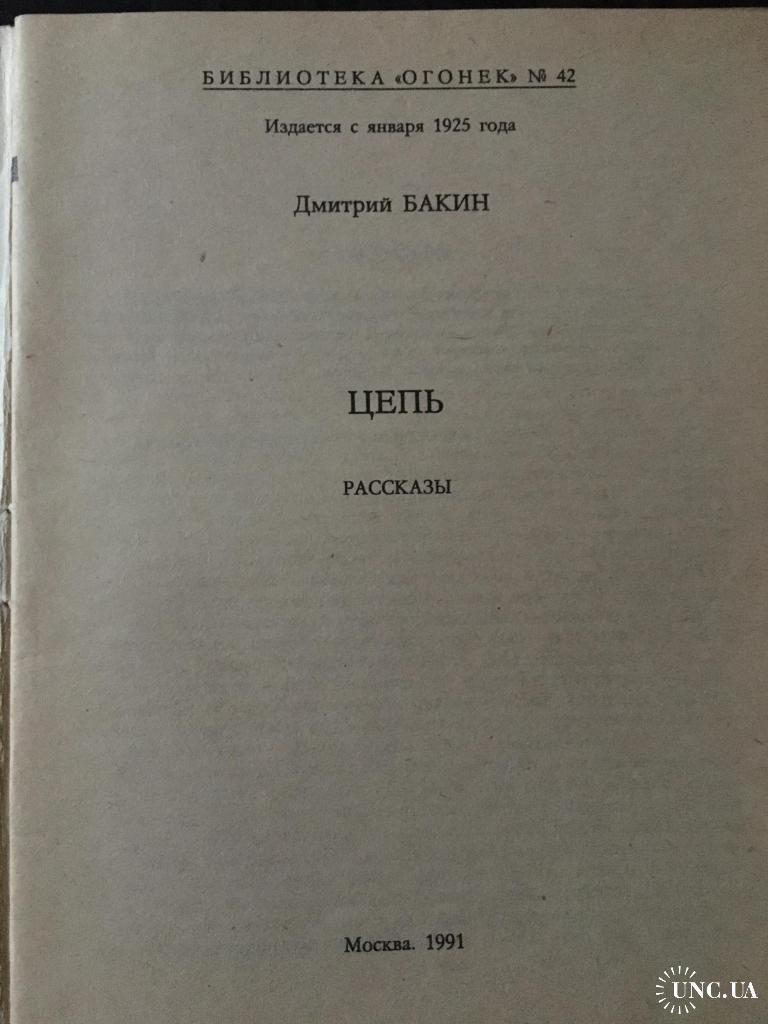 БИБЛИОТЕКА «ОГОНЕК» № 42
Издается с января 1925 года
Дмитрий БАКИН
ЦЕПЬ
РАССКАЗЫ
Москва. 1991
UNC.UA